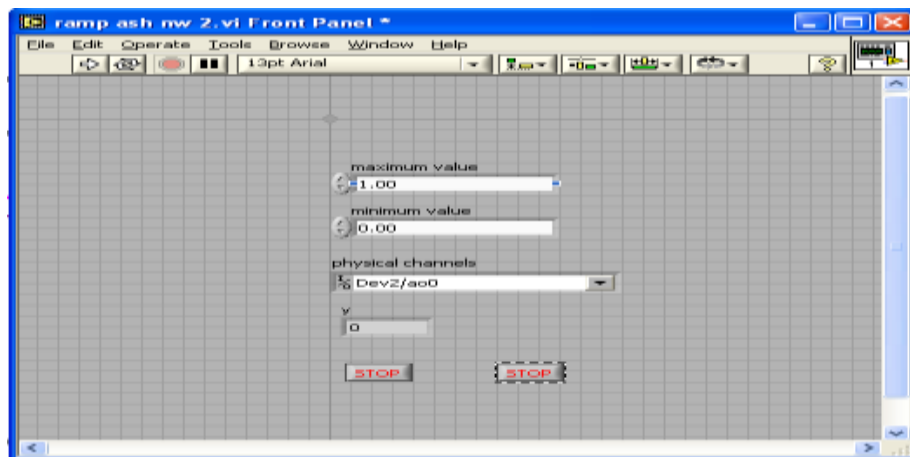 ramp ash nw 2.vi Front Panel *
File Edit Operate Tools Browse Window Help
13pt Arial
1
maximum value
1.00
minimum value
0.00
physical channels
I/O Dev2/ao0
y
0
STOP STOP